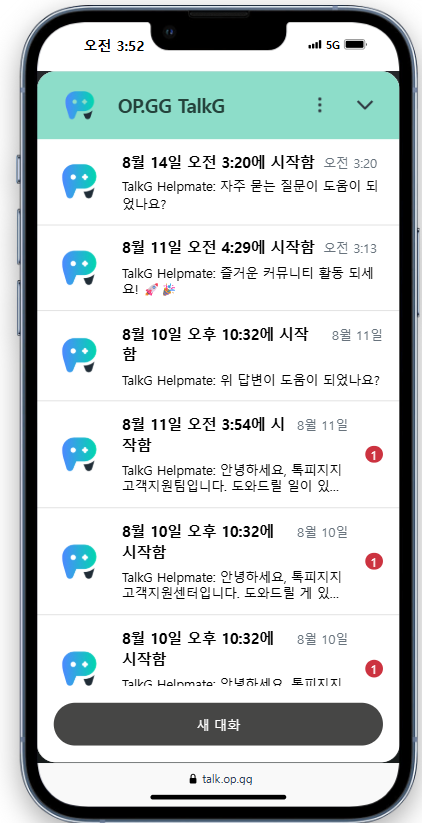 오전 3:52
5G
OP.GG TalkG
8월 14일 오전 3:20에 시작함 오전 3:20
TalkG Helpmate: 자주 묻는 질문이 도움이 되
었나요?
8월 11일 오전 4:29에 시작함 오전 3:13
TalkG Helpmate: 즐거운 커뮤니티 활동 되세
요! 🚀 🎉
8월 10일 오후 10:32에 시작 8월 11일
함
TalkG Helpmate: 위 답변이 도움이 되었나요?
8월 11일 오전 3:54에 시 8월 11일
작함
1
TalkG Helpmate: 안녕하세요, 톡피지지
고객지원팀입니다. 도와드릴 일이 있...
8월 10일 오후 10:32에 8월 10일
시작함
1
TalkG Helpmate: 안녕하세요, 톡피지지
고객지원센터입니다. 도와드릴 게 있...
8월 10일 오후 10:32에 8월 10일
시작함
1
TalkG Helpmate: 안녕하세요, 톡피지지
새 대화
talk.op.gg